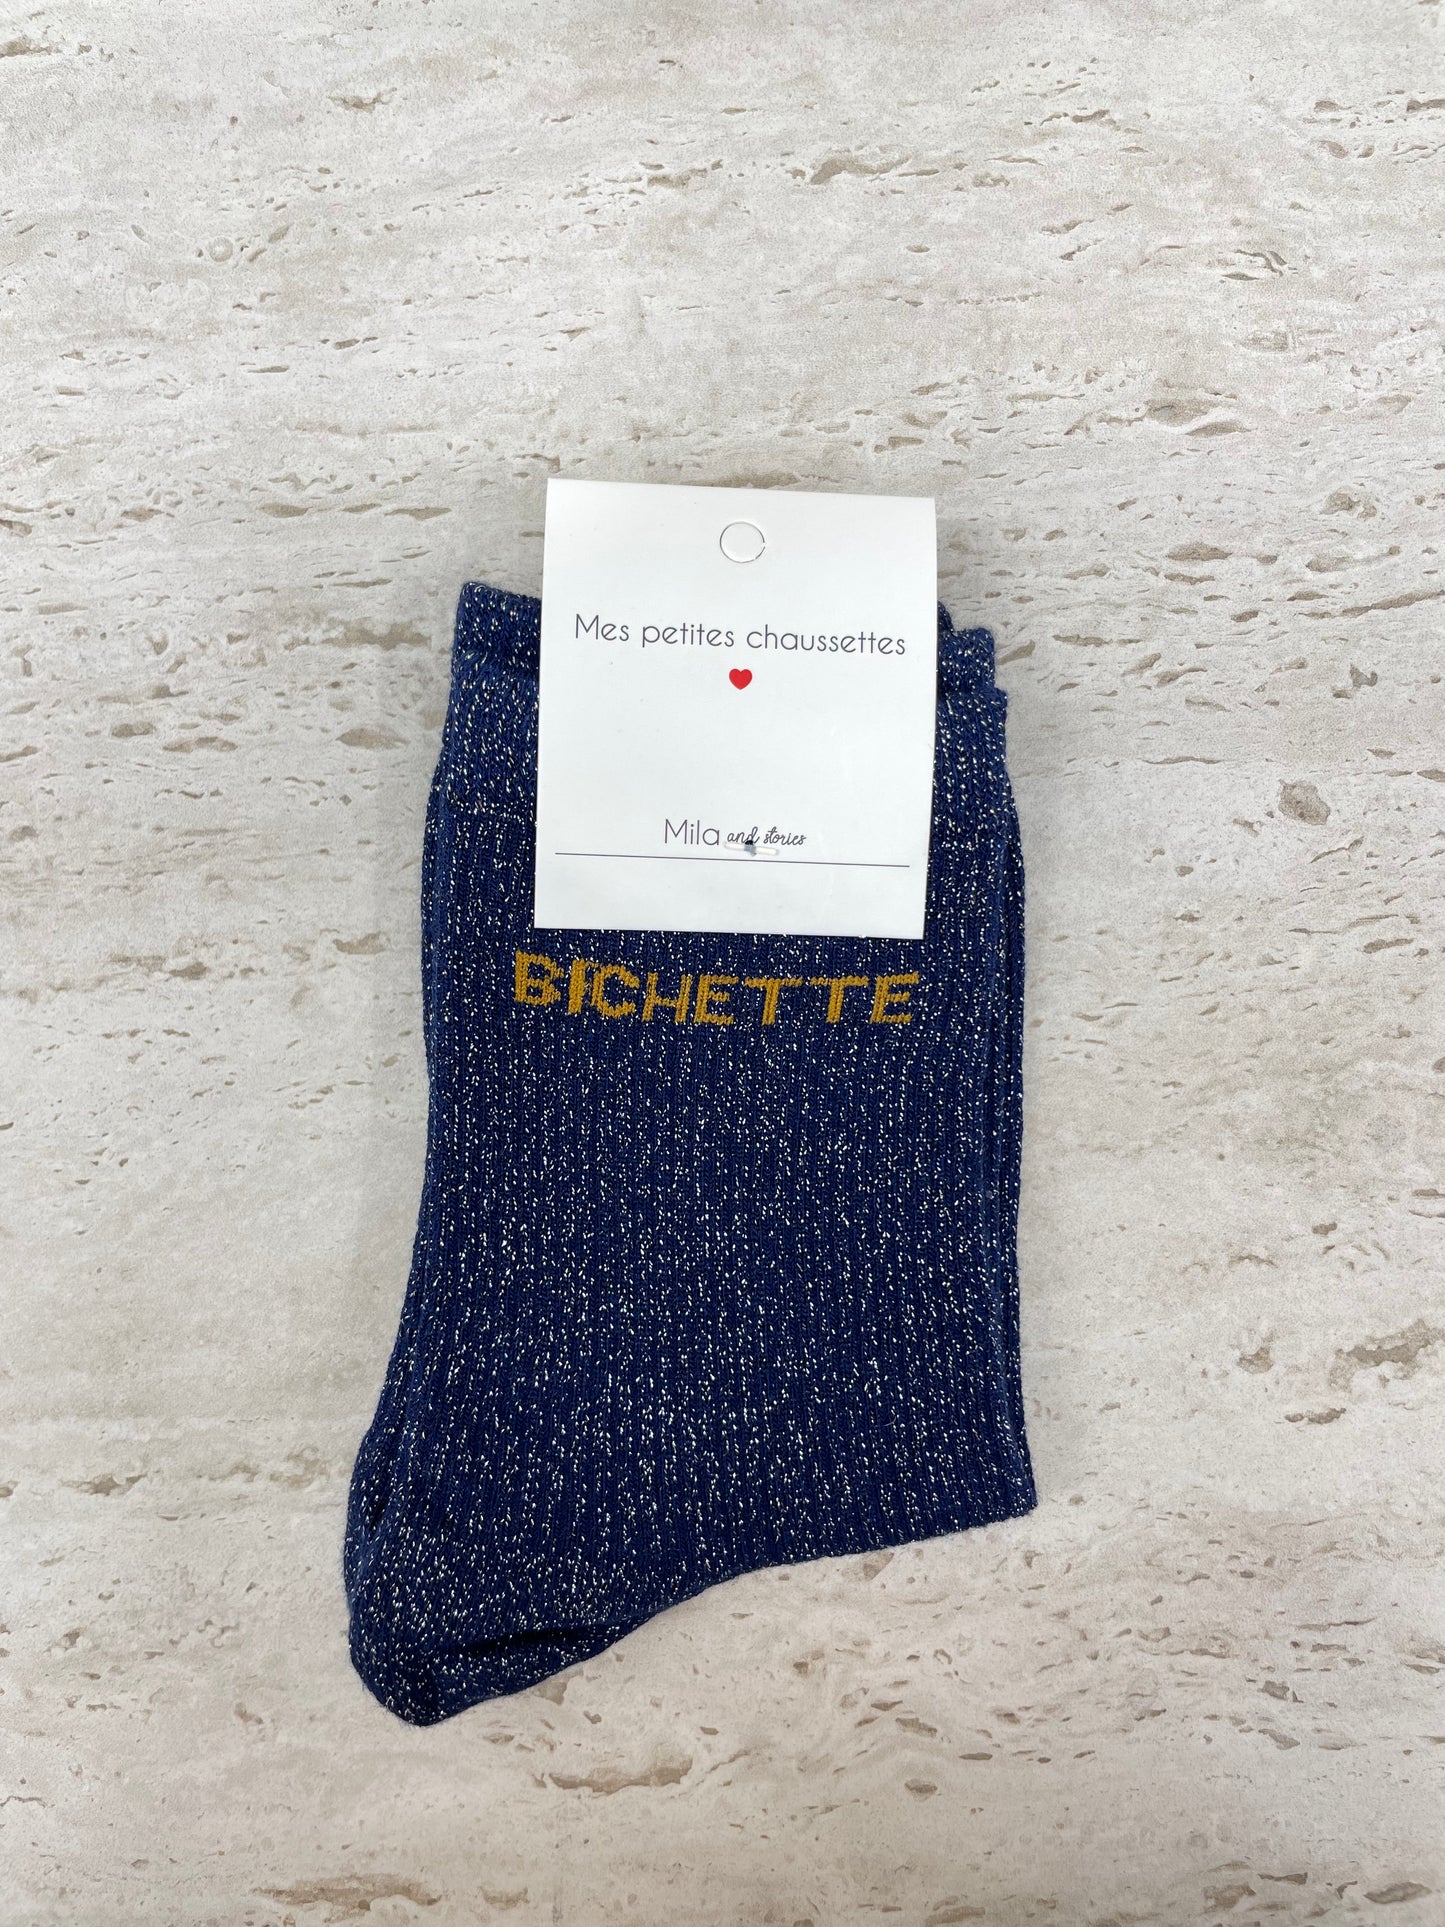 Mes petites chaussettes
Mila and stories
BICHETTE